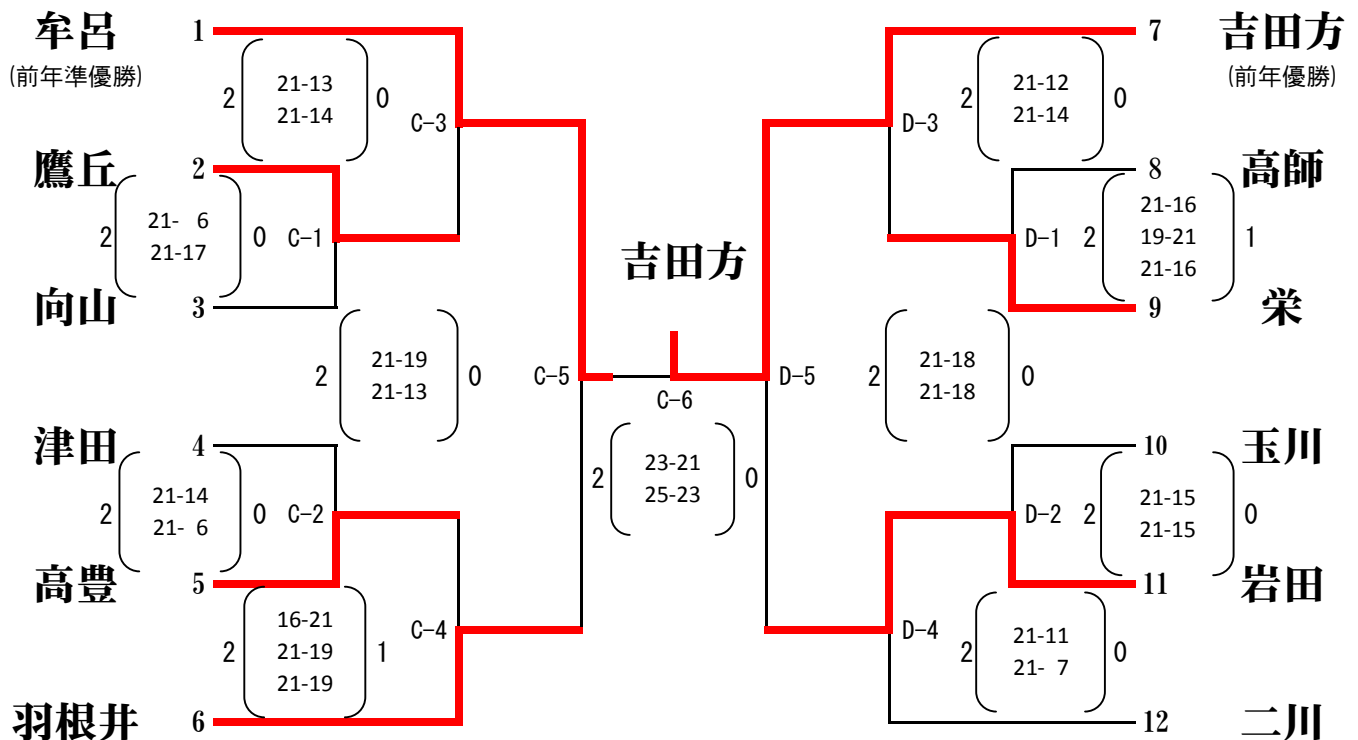 牟呂
(前年準優勝)
1
2
21-13
21-14
0
C-3
鷹丘
2
2
21- 6
21-17
0
C-1
向山
3
2
21-19
21-13
0
C-5
津田
4
2
21-14
21- 6
0
C-2
高豊
5
2
16-21
21-19
21-19
1
C-4
羽根井
6
吉田方
C-6
2
23-21
25-23
0
7
吉田方
(前年優勝)
D-3
2
21-12
21-14
0
8
高師
D-1
2
21-16
19-21
21-16
1
9
栄
D-5
2
21-18
21-18
0
10
玉川
D-2
2
21-15
21-15
0
11
岩田
D-4
2
21-11
21- 7
0
12
二川